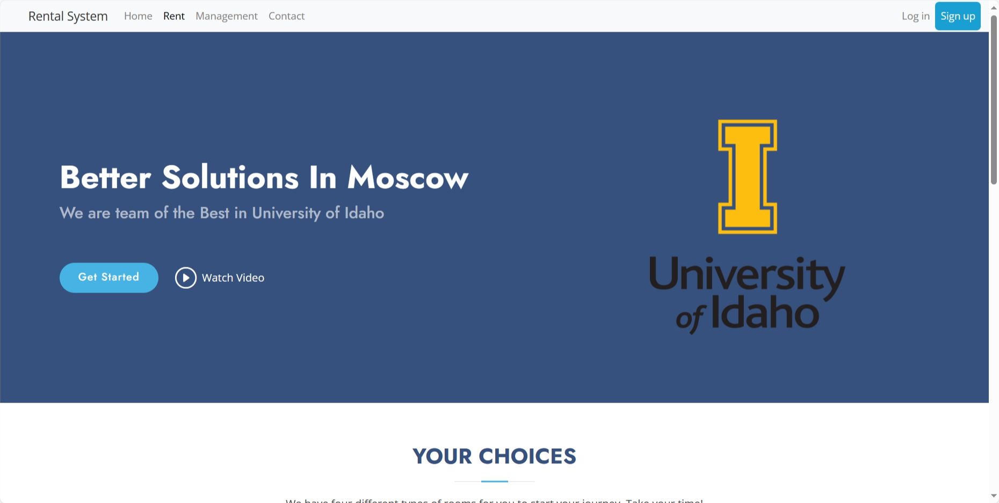 Rental System Home Rent Management Contact Log in Sign up
Better Solutions In Moscow
We are team of the Best in University of Idaho
Get Started Watch Video
I
University
of Idaho
YOUR CHOICES
We have four different types of rooms for you to start your journey. Take your time!